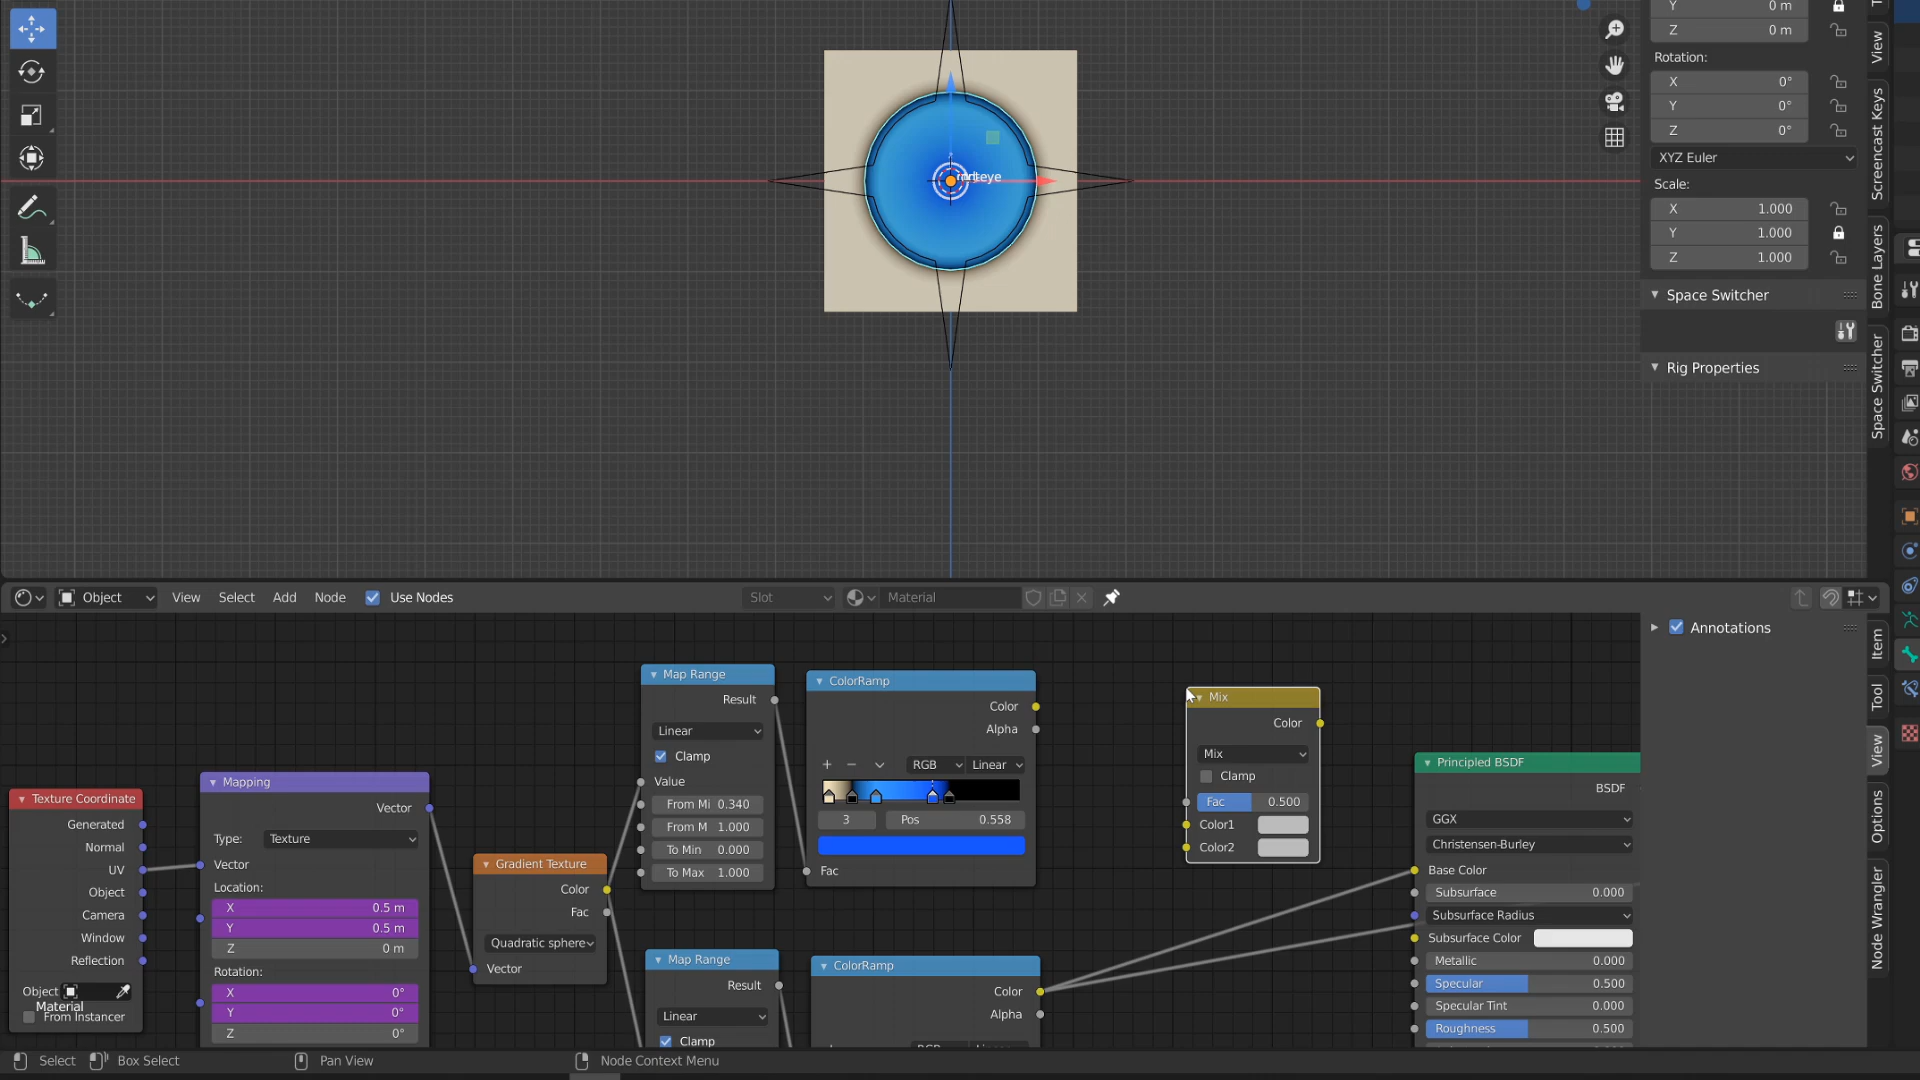 Y 0 m
Z 0 m
Rotation:
X 0°
Y 0°
Z 0°
XYZ Euler
Scale:
X 1.000
Y 1.000
Z 1.000
Space Switcher
Rig Properties
View
Screencast Keys
Bone Layers
Space Switcher
Object
View
Select
Add
Node
Use Nodes
Slot
Material
Annotations
Item
Tool
View
Options
Node Wrangler
Texture Coordinate
Generated
Normal
UV
Object
Camera
Window
Reflection
Object
Material
From Instancer
Mapping
Vector
Type: Texture
Vector
Location:
X 0.5 m
Y 0.5 m
Z 0 m
Rotation:
X 0°
Y 0°
Z 0°
Gradient Texture
Color
Fac
Quadratic sphere
Vector
Map Range
Result
Linear
Clamp
Value
From Mi 0.340
From M 1.000
To Min 0.000
To Max 1.000
ColorRamp
Color
Alpha
RGB Linear
3 Pos 0.558
Fac
Map Range
Result
Linear
Clamp
ColorRamp
Color
Alpha
Mix
Color
Mix
Clamp
Fac 0.500
Color1
Color2
Principled BSDF
BSDF
GGX
Christensen-Burley
Base Color
Subsurface 0.000
Subsurface Radius
Subsurface Color
Metallic 0.000
Specular 0.500
Specular Tint 0.000
Roughness 0.500
Select
Box Select
Pan View
Node Context Menu